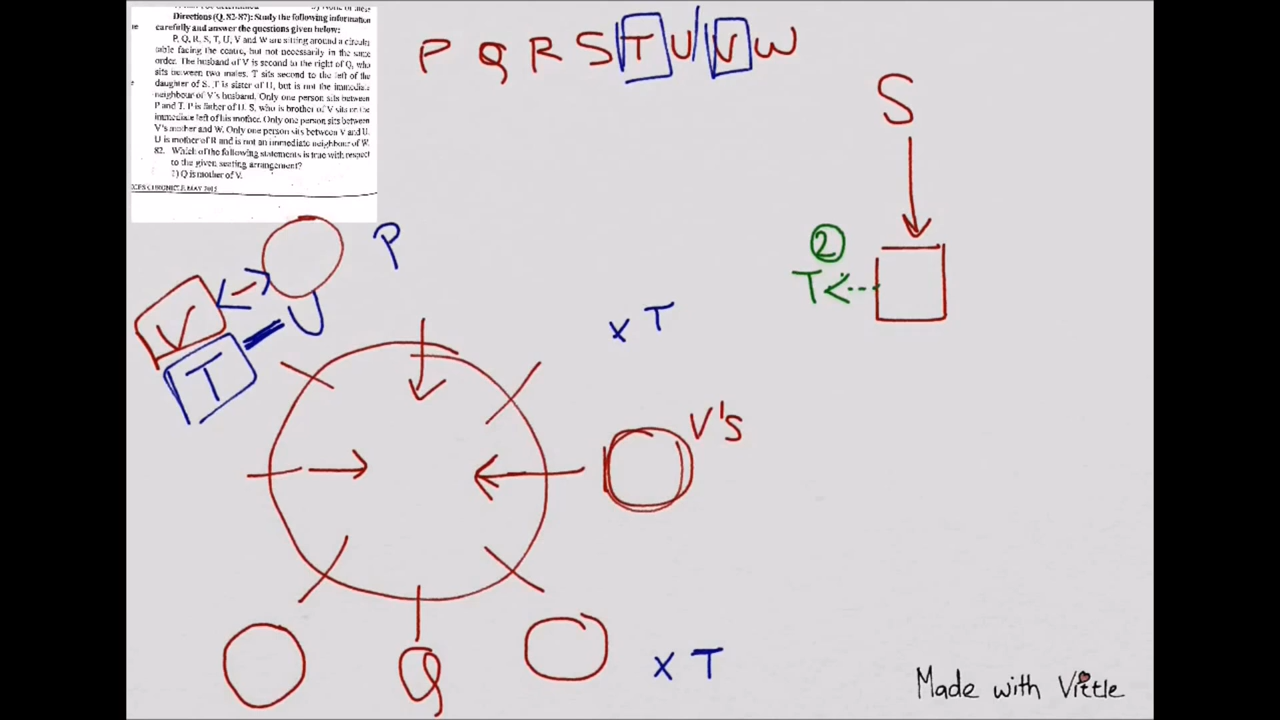 Directions (Q. 82-87): Study the following information
carefully and answer the questions given below:
P, Q, R, S, T, U, V and W are sitting around a circular
table facing the centre, but not necessarily in the same
order. The husband of V is second to the right of Q, who
sits between two males. T sits second to the left of the
daughter of S. T is sister of U, but is not the immediate
neighbour of V's husband. Only one person sits between
P and T. P is father of U. S, who is brother of V sits on the
immediate left of his mother. Only one person sits between
V's mother and W. Only one person sits between V and U.
U is mother of R and is not an immediate neighbour of W.
82. Which of the following statements is true with respect
to the given seating arrangement?
1) Q is mother of V.
P Q R S T U V W
S
2
T
P
V
U
T
x T
V's
Q
x T
Made with Vittle